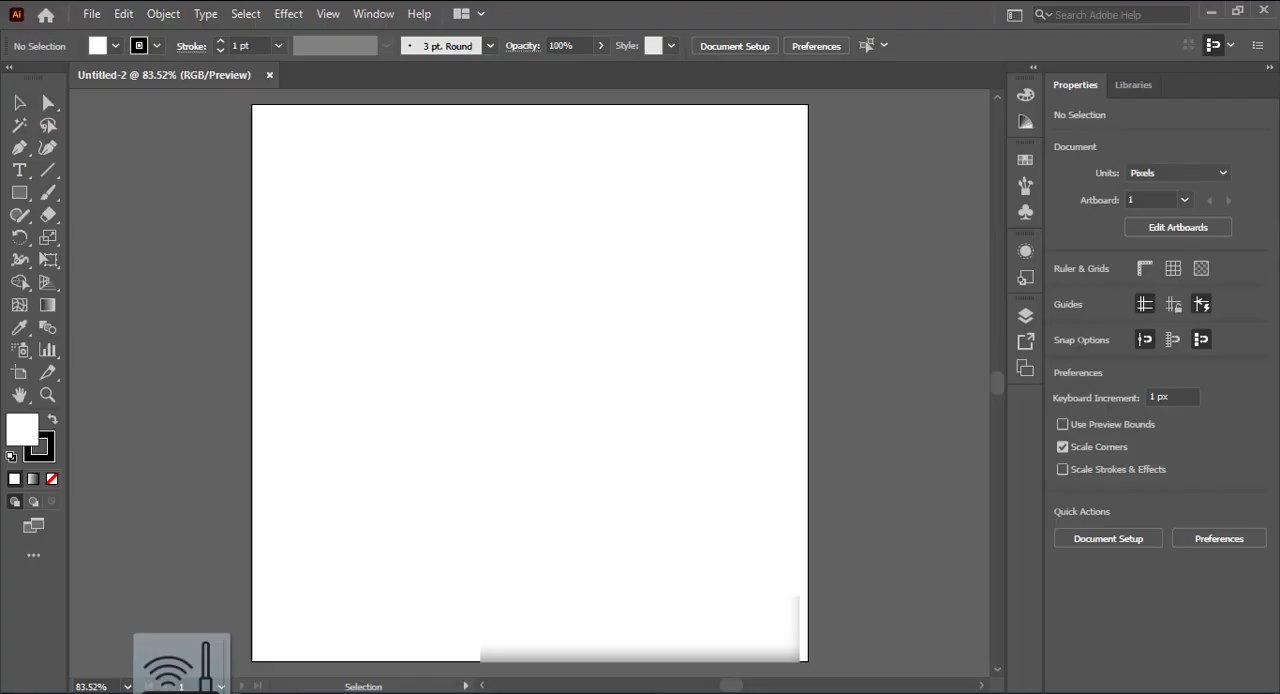 Ai File Edit Object Type Select Effect View Window Help Search Adobe Help
No Selection Stroke: 1 pt 3 pt. Round Opacity: 100% Style: Document Setup Preferences
Untitled-2 @ 83.52% (RGB/Preview)
Properties Libraries
No Selection
Document
Units: Pixels
Artboard: 1
Edit Artboards
Ruler & Grids
Guides
Snap Options
Preferences
Keyboard Increment: 1 px
Use Preview Bounds
Scale Corners
Scale Strokes & Effects
Quick Actions
Document Setup Preferences
83.52% 1 Selection